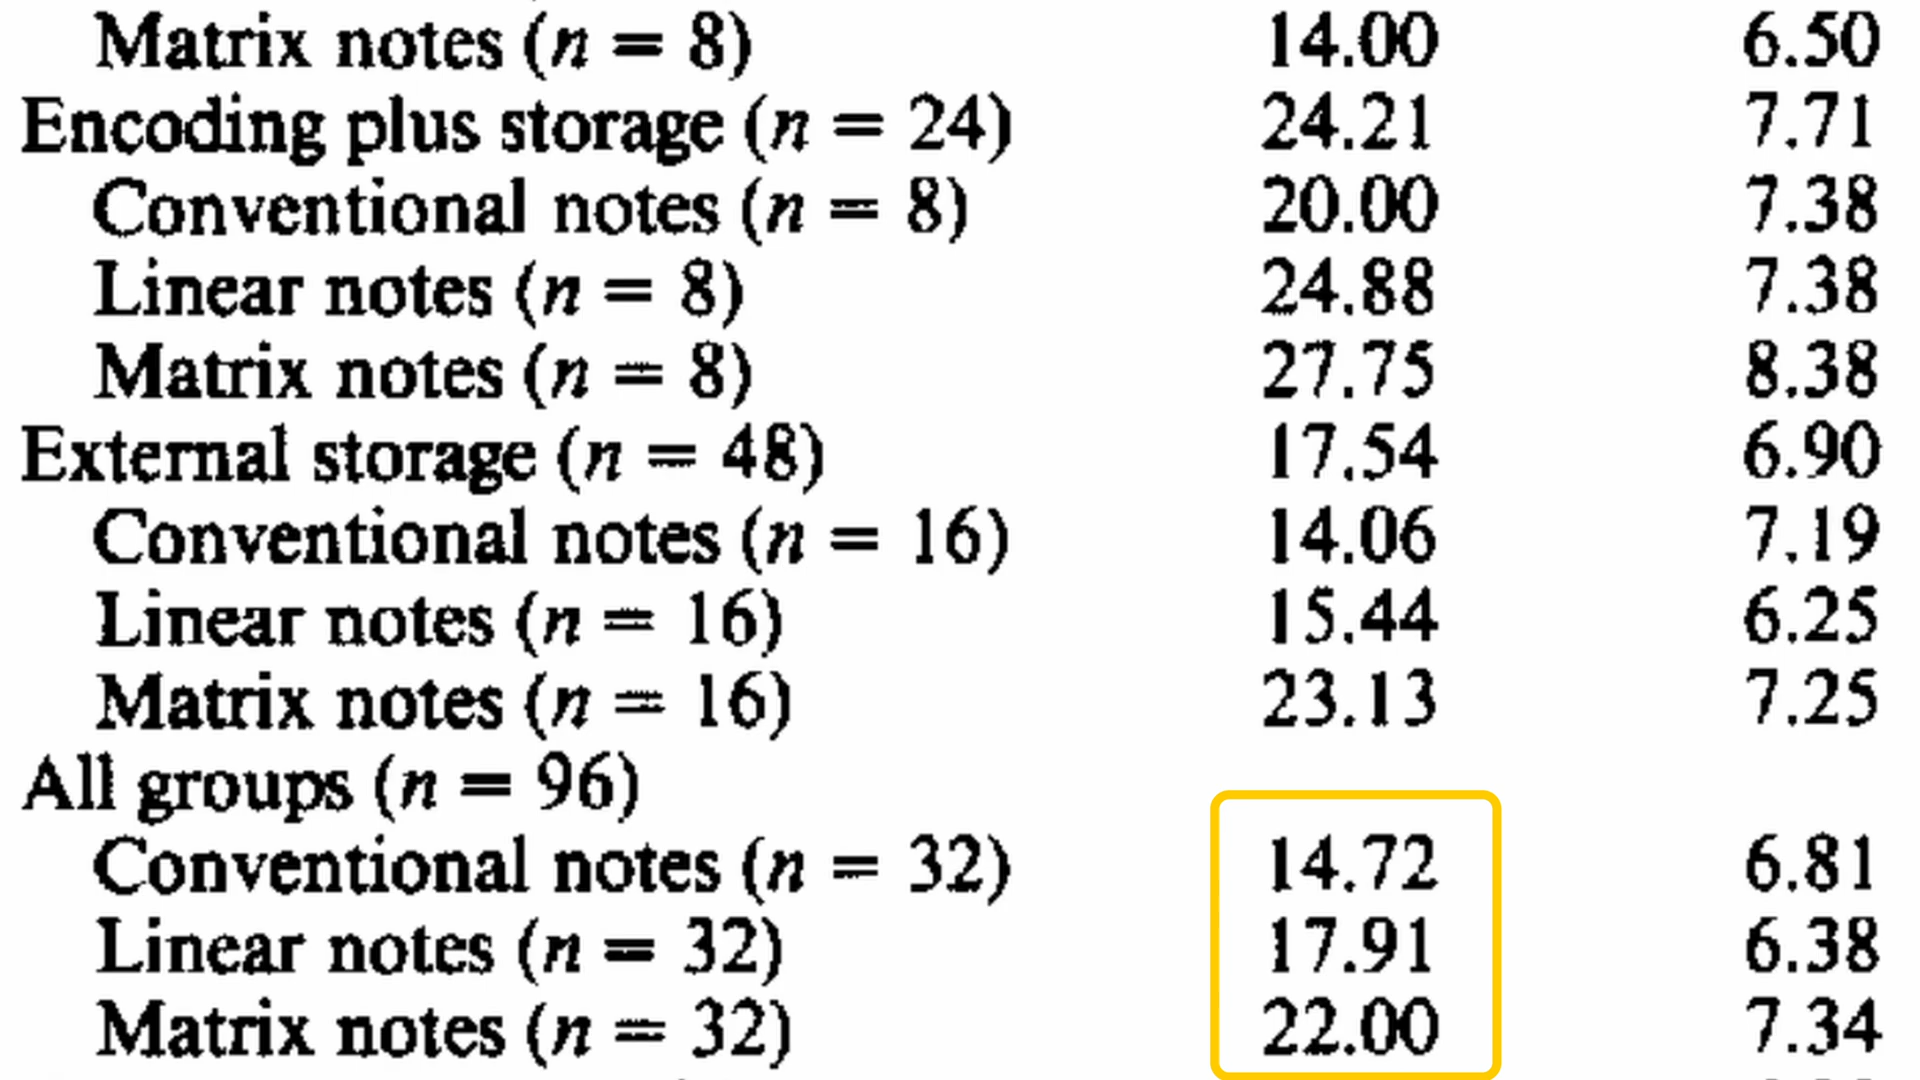 Matrix notes (n = 8) 14.00 6.50
Encoding plus storage (n = 24) 24.21 7.71
Conventional notes (n = 8) 20.00 7.38
Linear notes (n = 8) 24.88 7.38
Matrix notes (n = 8) 27.75 8.38
External storage (n = 48) 17.54 6.90
Conventional notes (n = 16) 14.06 7.19
Linear notes (n = 16) 15.44 6.25
Matrix notes (n = 16) 23.13 7.25
All groups (n = 96)
Conventional notes (n = 32) 14.72 6.81
Linear notes (n = 32) 17.91 6.38
Matrix notes (n = 32) 22.00 7.34